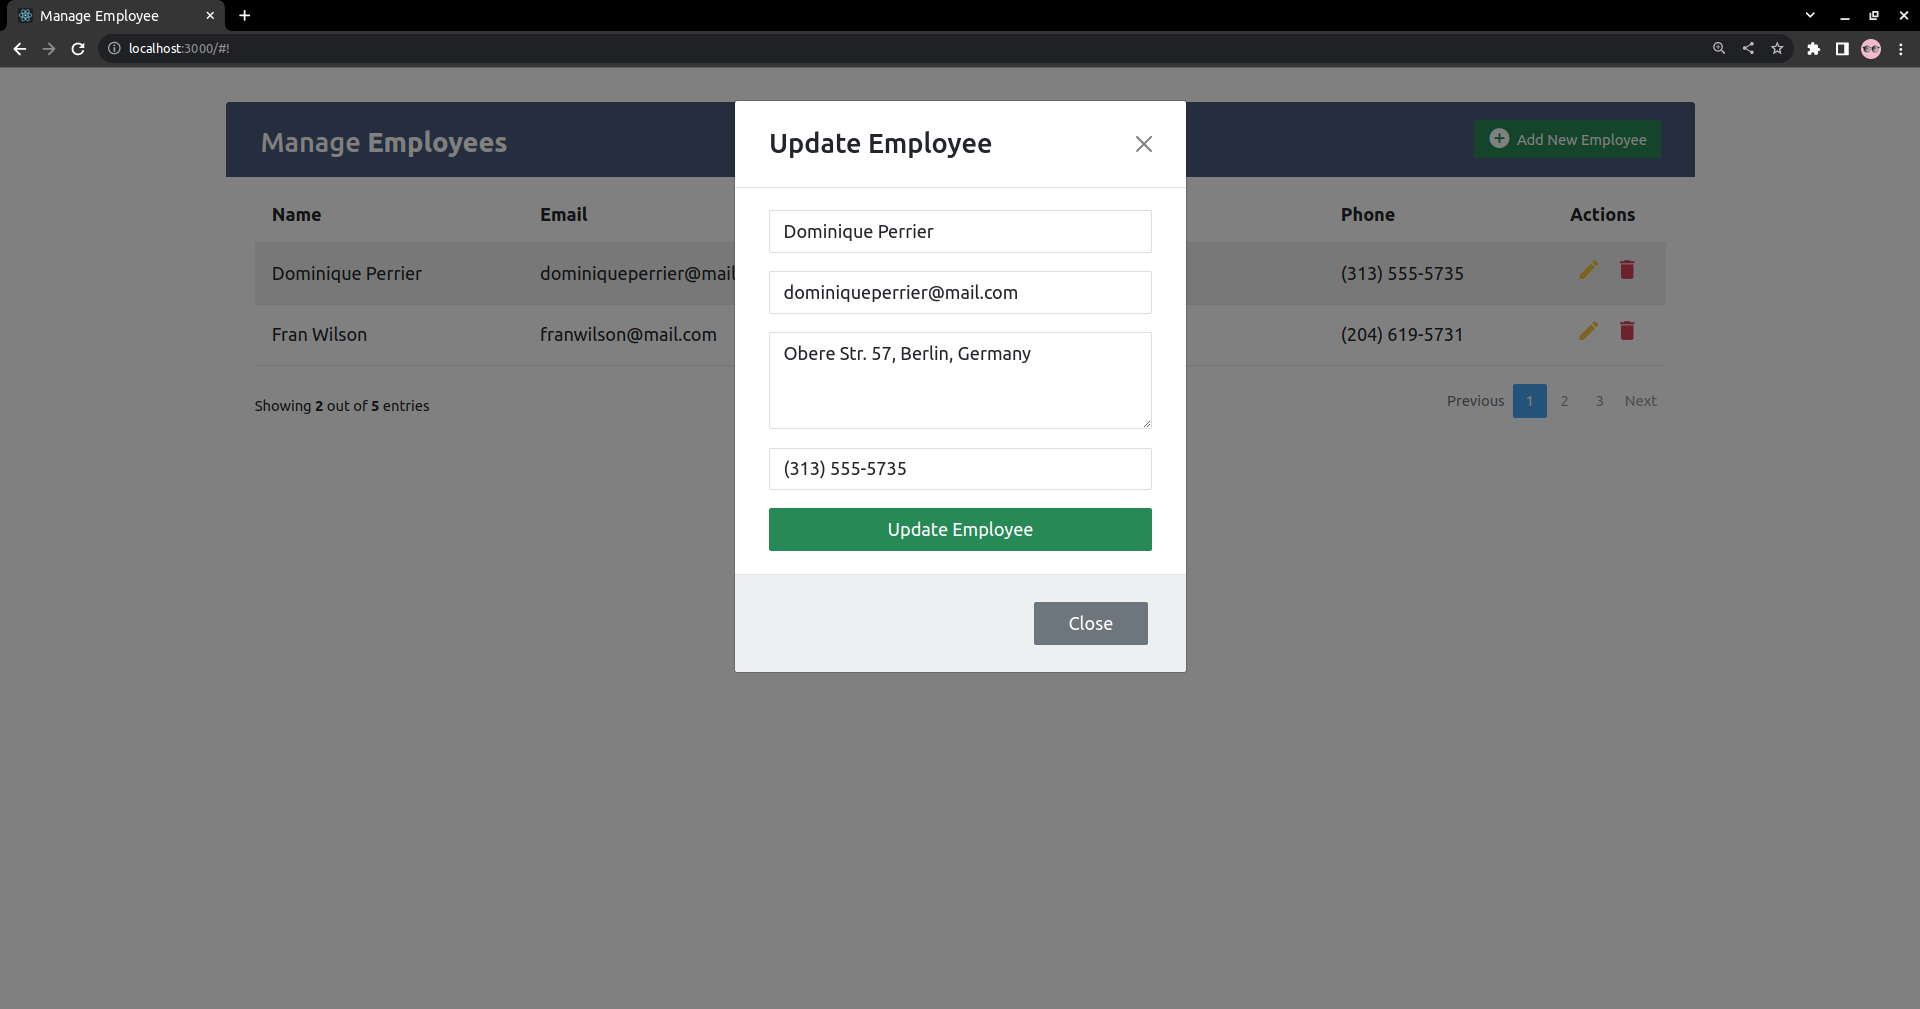 Manage Employee
localhost:3000/#!
Manage Employees
Add New Employee
Name Email Phone Actions
Dominique Perrier dominiqueperrier@mail (313) 555-5735
Fran Wilson franwilson@mail.com (204) 619-5731
Showing 2 out of 5 entries
Previous 1 2 3 Next
Update Employee
Dominique Perrier
dominiqueperrier@mail.com
Obere Str. 57, Berlin, Germany
(313) 555-5735
Update Employee
Close